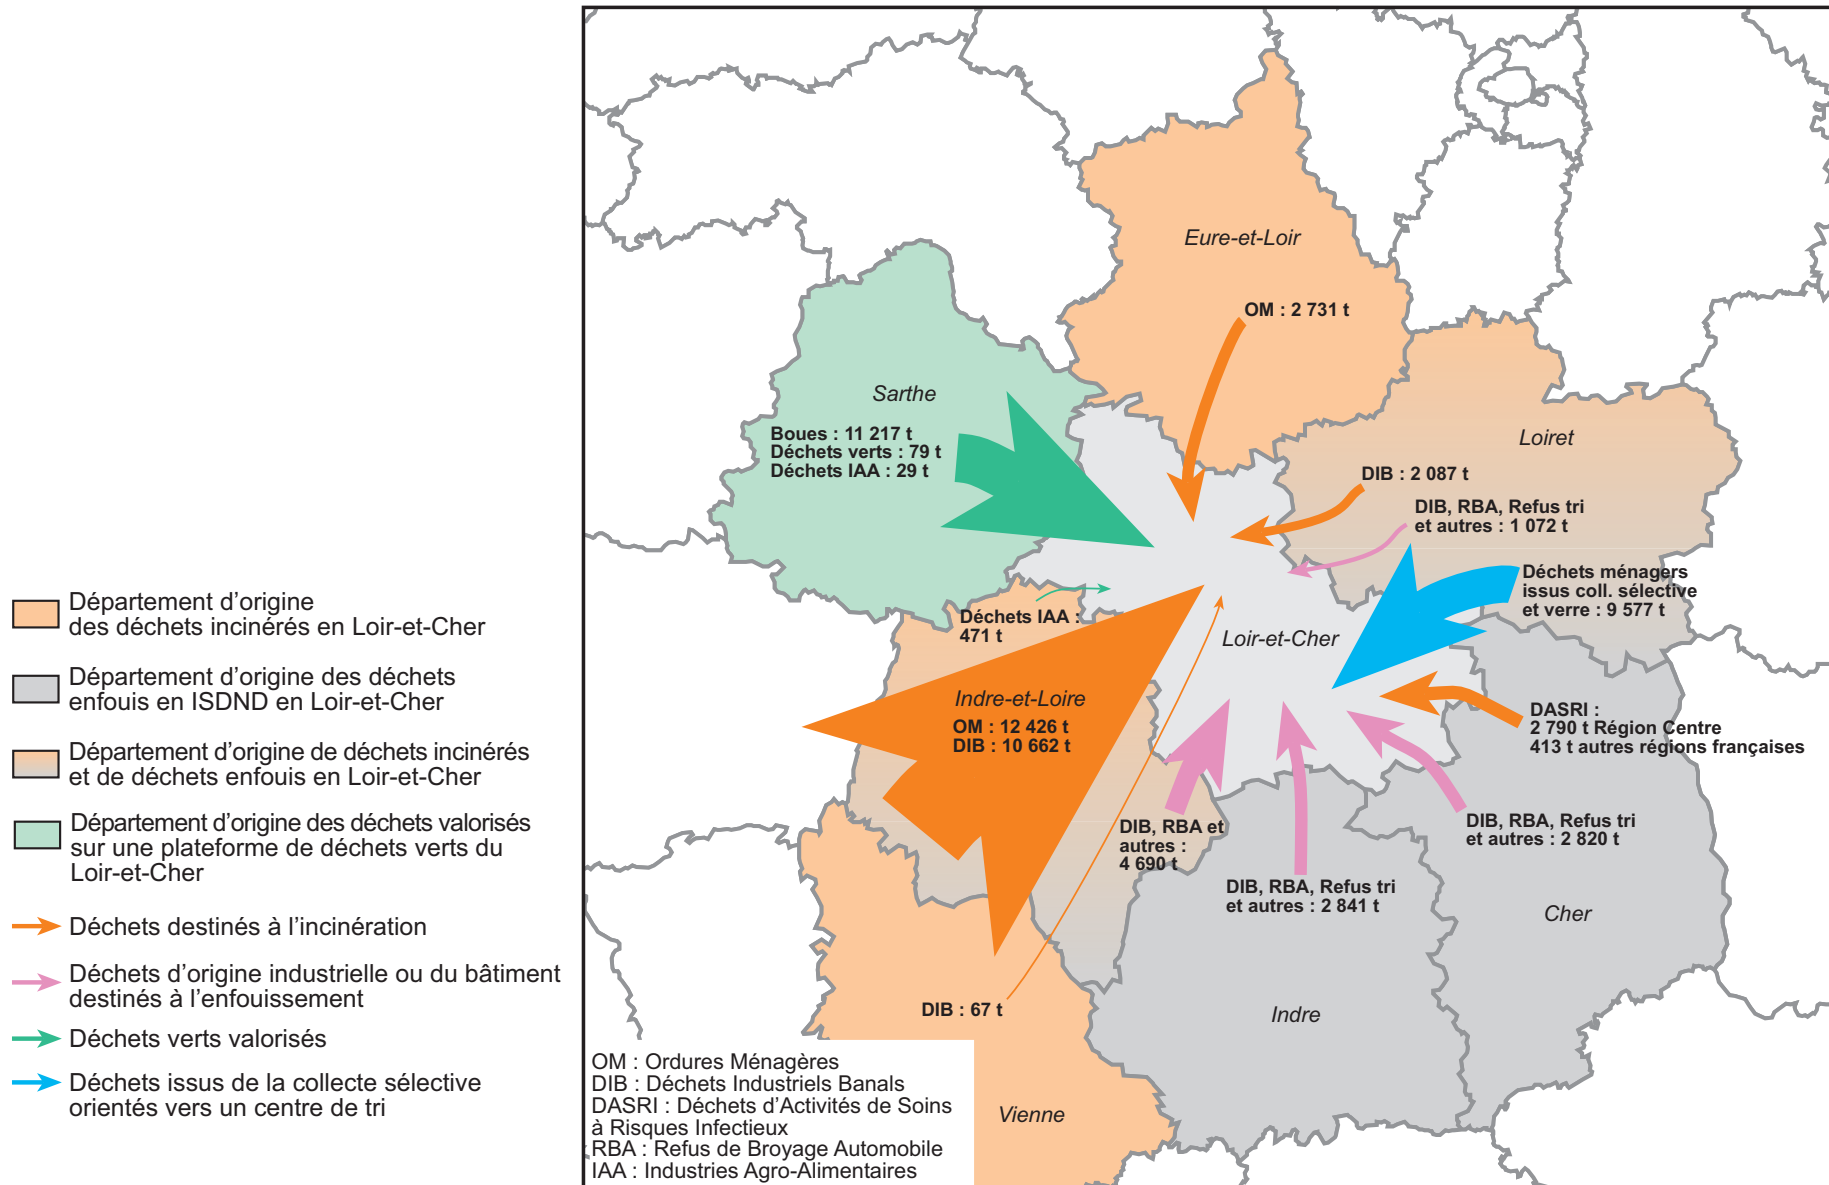 Département d'origine
des déchets incinérés en Loir-et-Cher
Département d'origine des déchets
enfouis en ISDND en Loir-et-Cher
Département d'origine de déchets incinérés
et de déchets enfouis en Loir-et-Cher
Département d'origine des déchets valorisés
sur une plateforme de déchets verts du
Loir-et-Cher
Déchets destinés à l'incinération
Déchets d'origine industrielle ou du bâtiment
destinés à l'enfouissement
Déchets verts valorisés
Déchets issus de la collecte sélective
orientés vers un centre de tri
Eure-et-Loir
OM : 2 731 t
Sarthe
Boues : 11 217 t
Déchets verts : 79 t
Déchets IAA : 29 t
Loiret
DIB : 2 087 t
DIB, RBA, Refus tri
et autres : 1 072 t
Déchets ménagers
issus coll. sélective
et verre : 9 577 t
Déchets IAA :
471 t
Loir-et-Cher
Indre-et-Loire
OM : 12 426 t
DIB : 10 662 t
DASRI :
2 790 t Région Centre
413 t autres régions françaises
DIB, RBA et
autres :
4 690 t
DIB, RBA, Refus tri
et autres : 2 820 t
DIB, RBA, Refus tri
et autres : 2 841 t
Cher
Indre
DIB : 67 t
Vienne
OM : Ordures Ménagères
DIB : Déchets Industriels Banals
DASRI : Déchets d'Activités de Soins
à Risques Infectieux
RBA : Refus de Broyage Automobile
IAA : Industries Agro-Alimentaires